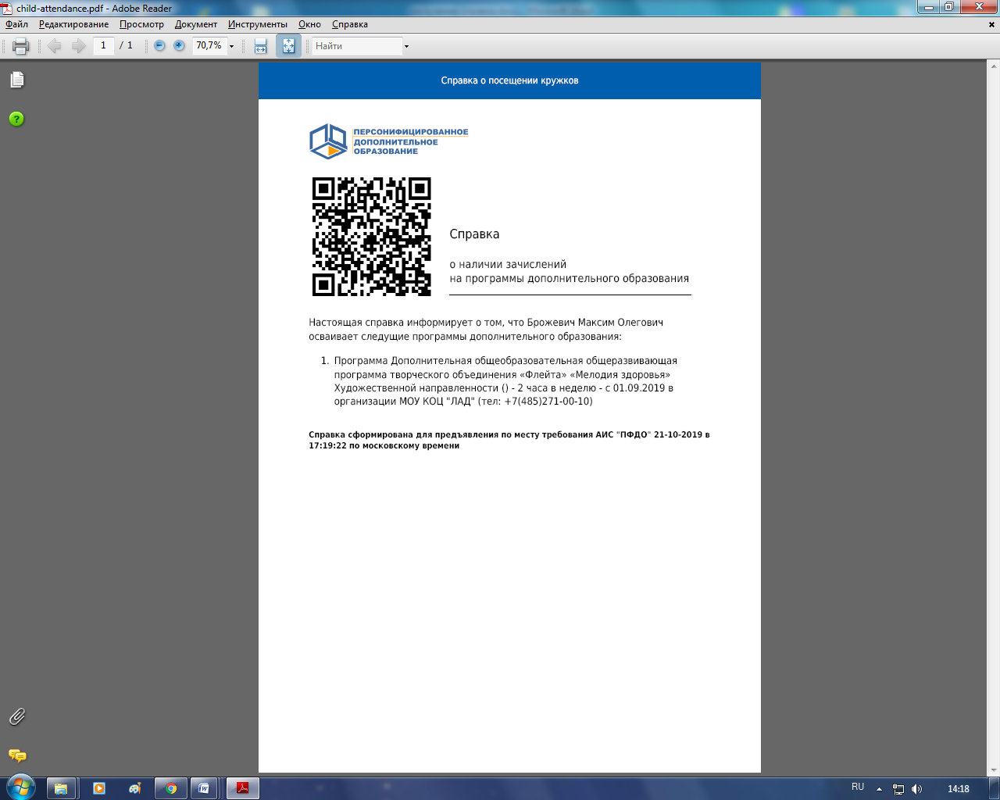 child-attendance.pdf - Adobe Reader
Файл Редактирование Просмотр Документ Инструменты Окно Справка
1 / 1 70,7% Найти
Справка о посещении кружков
ПЕРСОНИФИЦИРОВАННОЕ
ДОПОЛНИТЕЛЬНОЕ
ОБРАЗОВАНИЕ
Справка
о наличии зачислений
на программы дополнительного образования
Настоящая справка информирует о том, что Брожевич Максим Олегович
осваивает следущие программы дополнительного образования:
1. Программа Дополнительная общеобразовательная общеразвивающая
программа творческого объединения «Флейта» «Мелодия здоровья»
Художественной направленности () - 2 часа в неделю - с 01.09.2019 в
организации МОУ КОЦ "ЛАД" (тел: +7(485)271-00-10)
Справка сформирована для предъявления по месту требования АИС "ПФДО" 21-10-2019 в
17:19:22 по московскому времени
RU 14:18